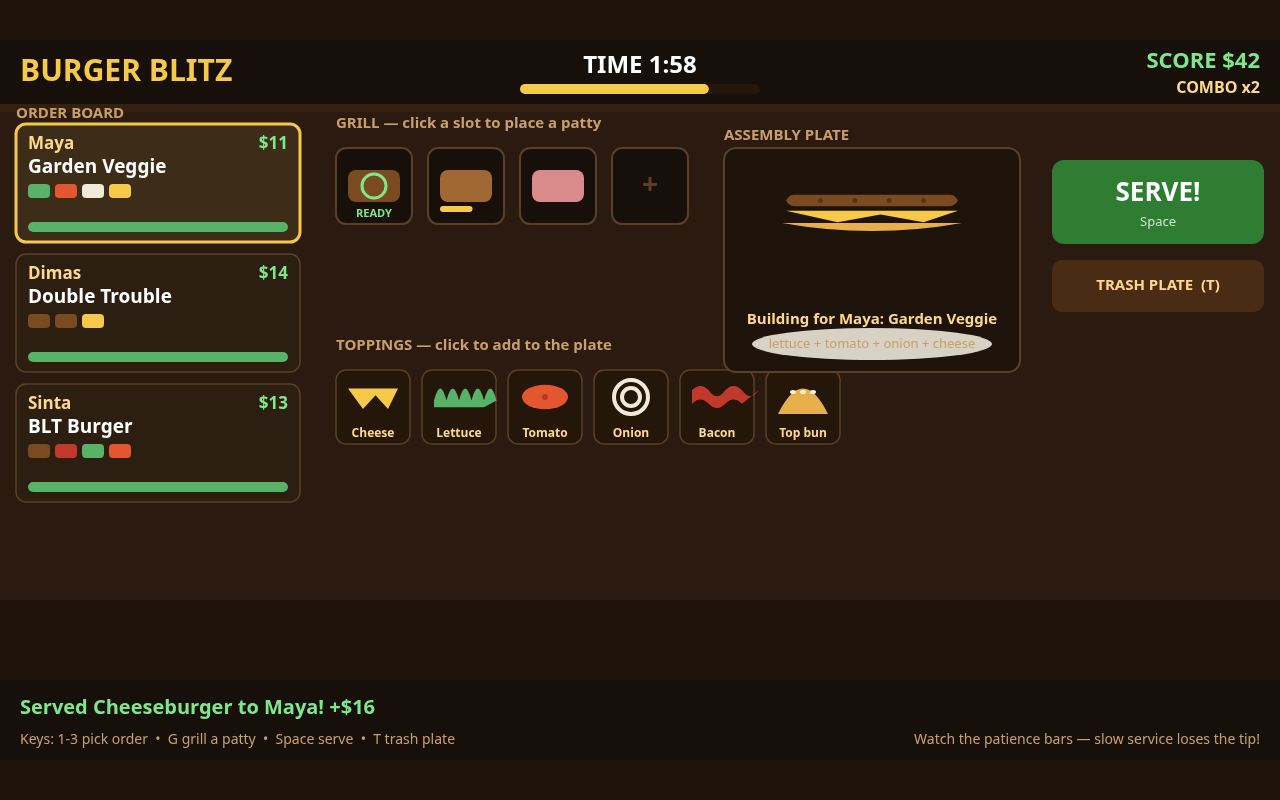 BURGER BLITZ
TIME 1:58
SCORE $42
COMBO x2
ORDER BOARD
Maya $11
Garden Veggie
Dimas $14
Double Trouble
Sinta $13
BLT Burger
GRILL — click a slot to place a patty
READY
+
TOPPINGS — click to add to the plate
Cheese
Lettuce
Tomato
Onion
Bacon
Top bun
ASSEMBLY PLATE
Building for Maya: Garden Veggie
lettuce + tomato + onion + cheese
SERVE!
Space
TRASH PLATE (T)
Served Cheeseburger to Maya! +$16
Keys: 1-3 pick order • G grill a patty • Space serve • T trash plate
Watch the patience bars — slow service loses the tip!